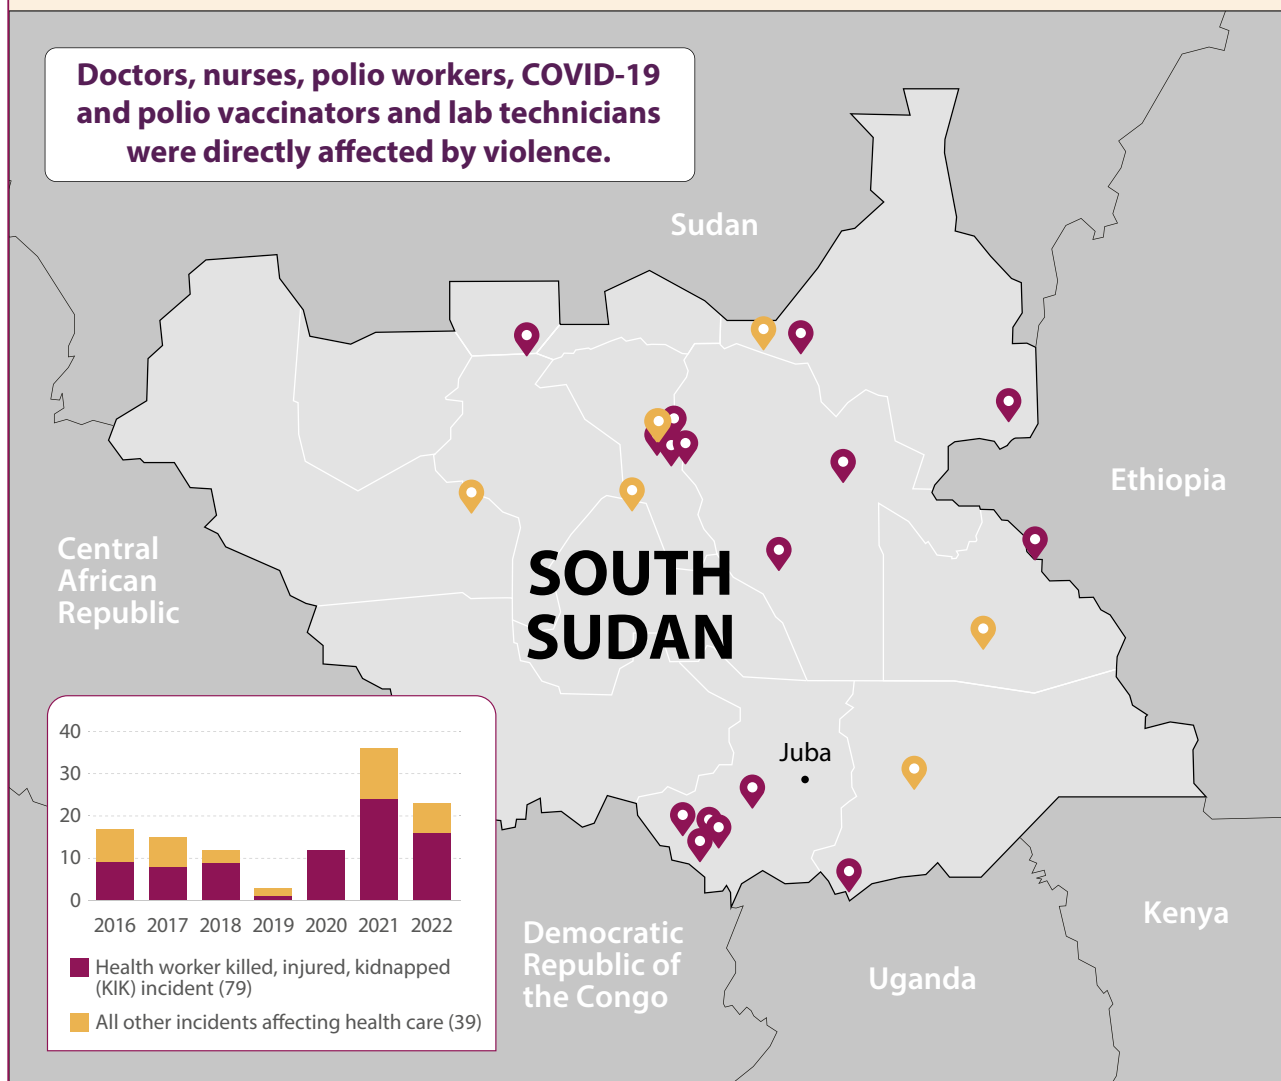 Doctors, nurses, polio workers, COVID-19
and polio vaccinators and lab technicians
were directly affected by violence.
Sudan
Ethiopia
Central
African
Republic
SOUTH
SUDAN
Juba
40
30
20
10
0
2016 2017 2018 2019 2020 2021 2022
Health worker killed, injured, kidnapped
(KIK) incident (79)
All other incidents affecting health care (39)
Democratic
Republic of
the Congo
Uganda
Kenya